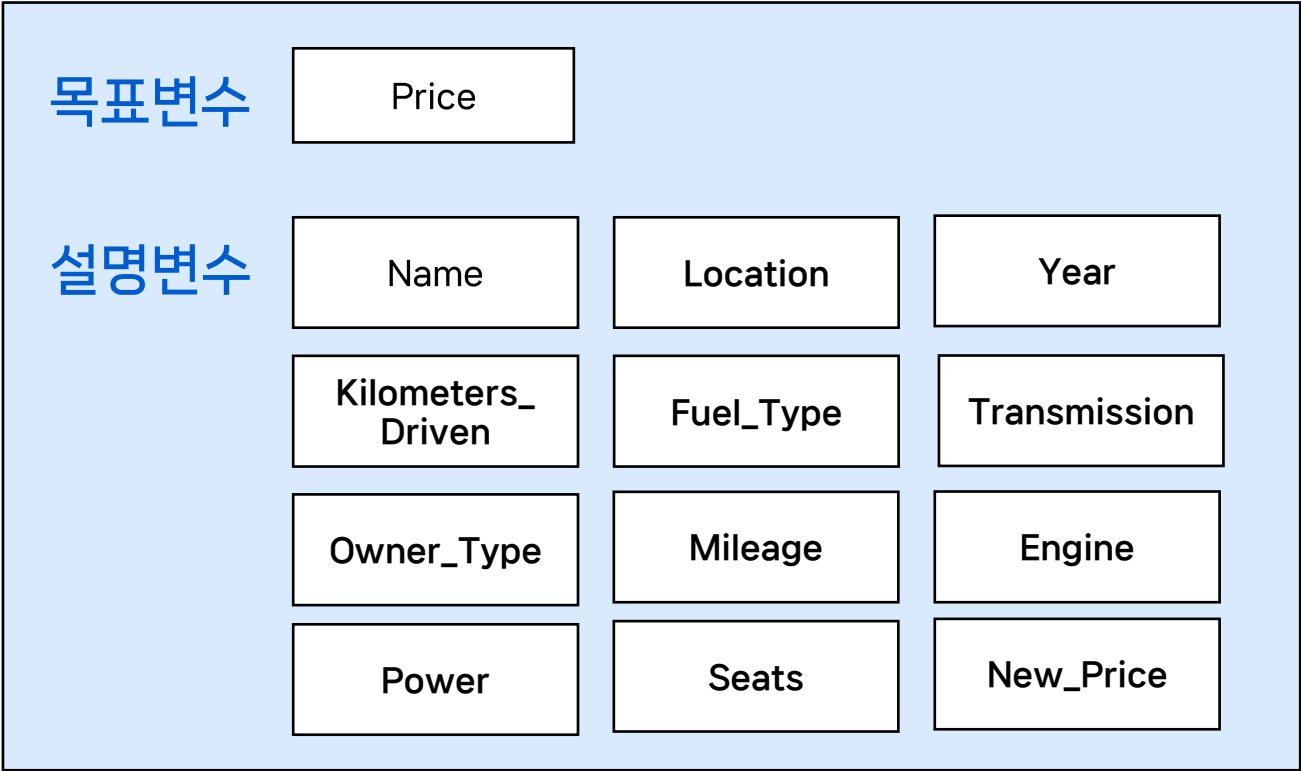 목표변수
Price
설명변수
Name
Location
Year
Kilometers_
Driven
Fuel_Type
Transmission
Owner_Type
Mileage
Engine
Power
Seats
New_Price